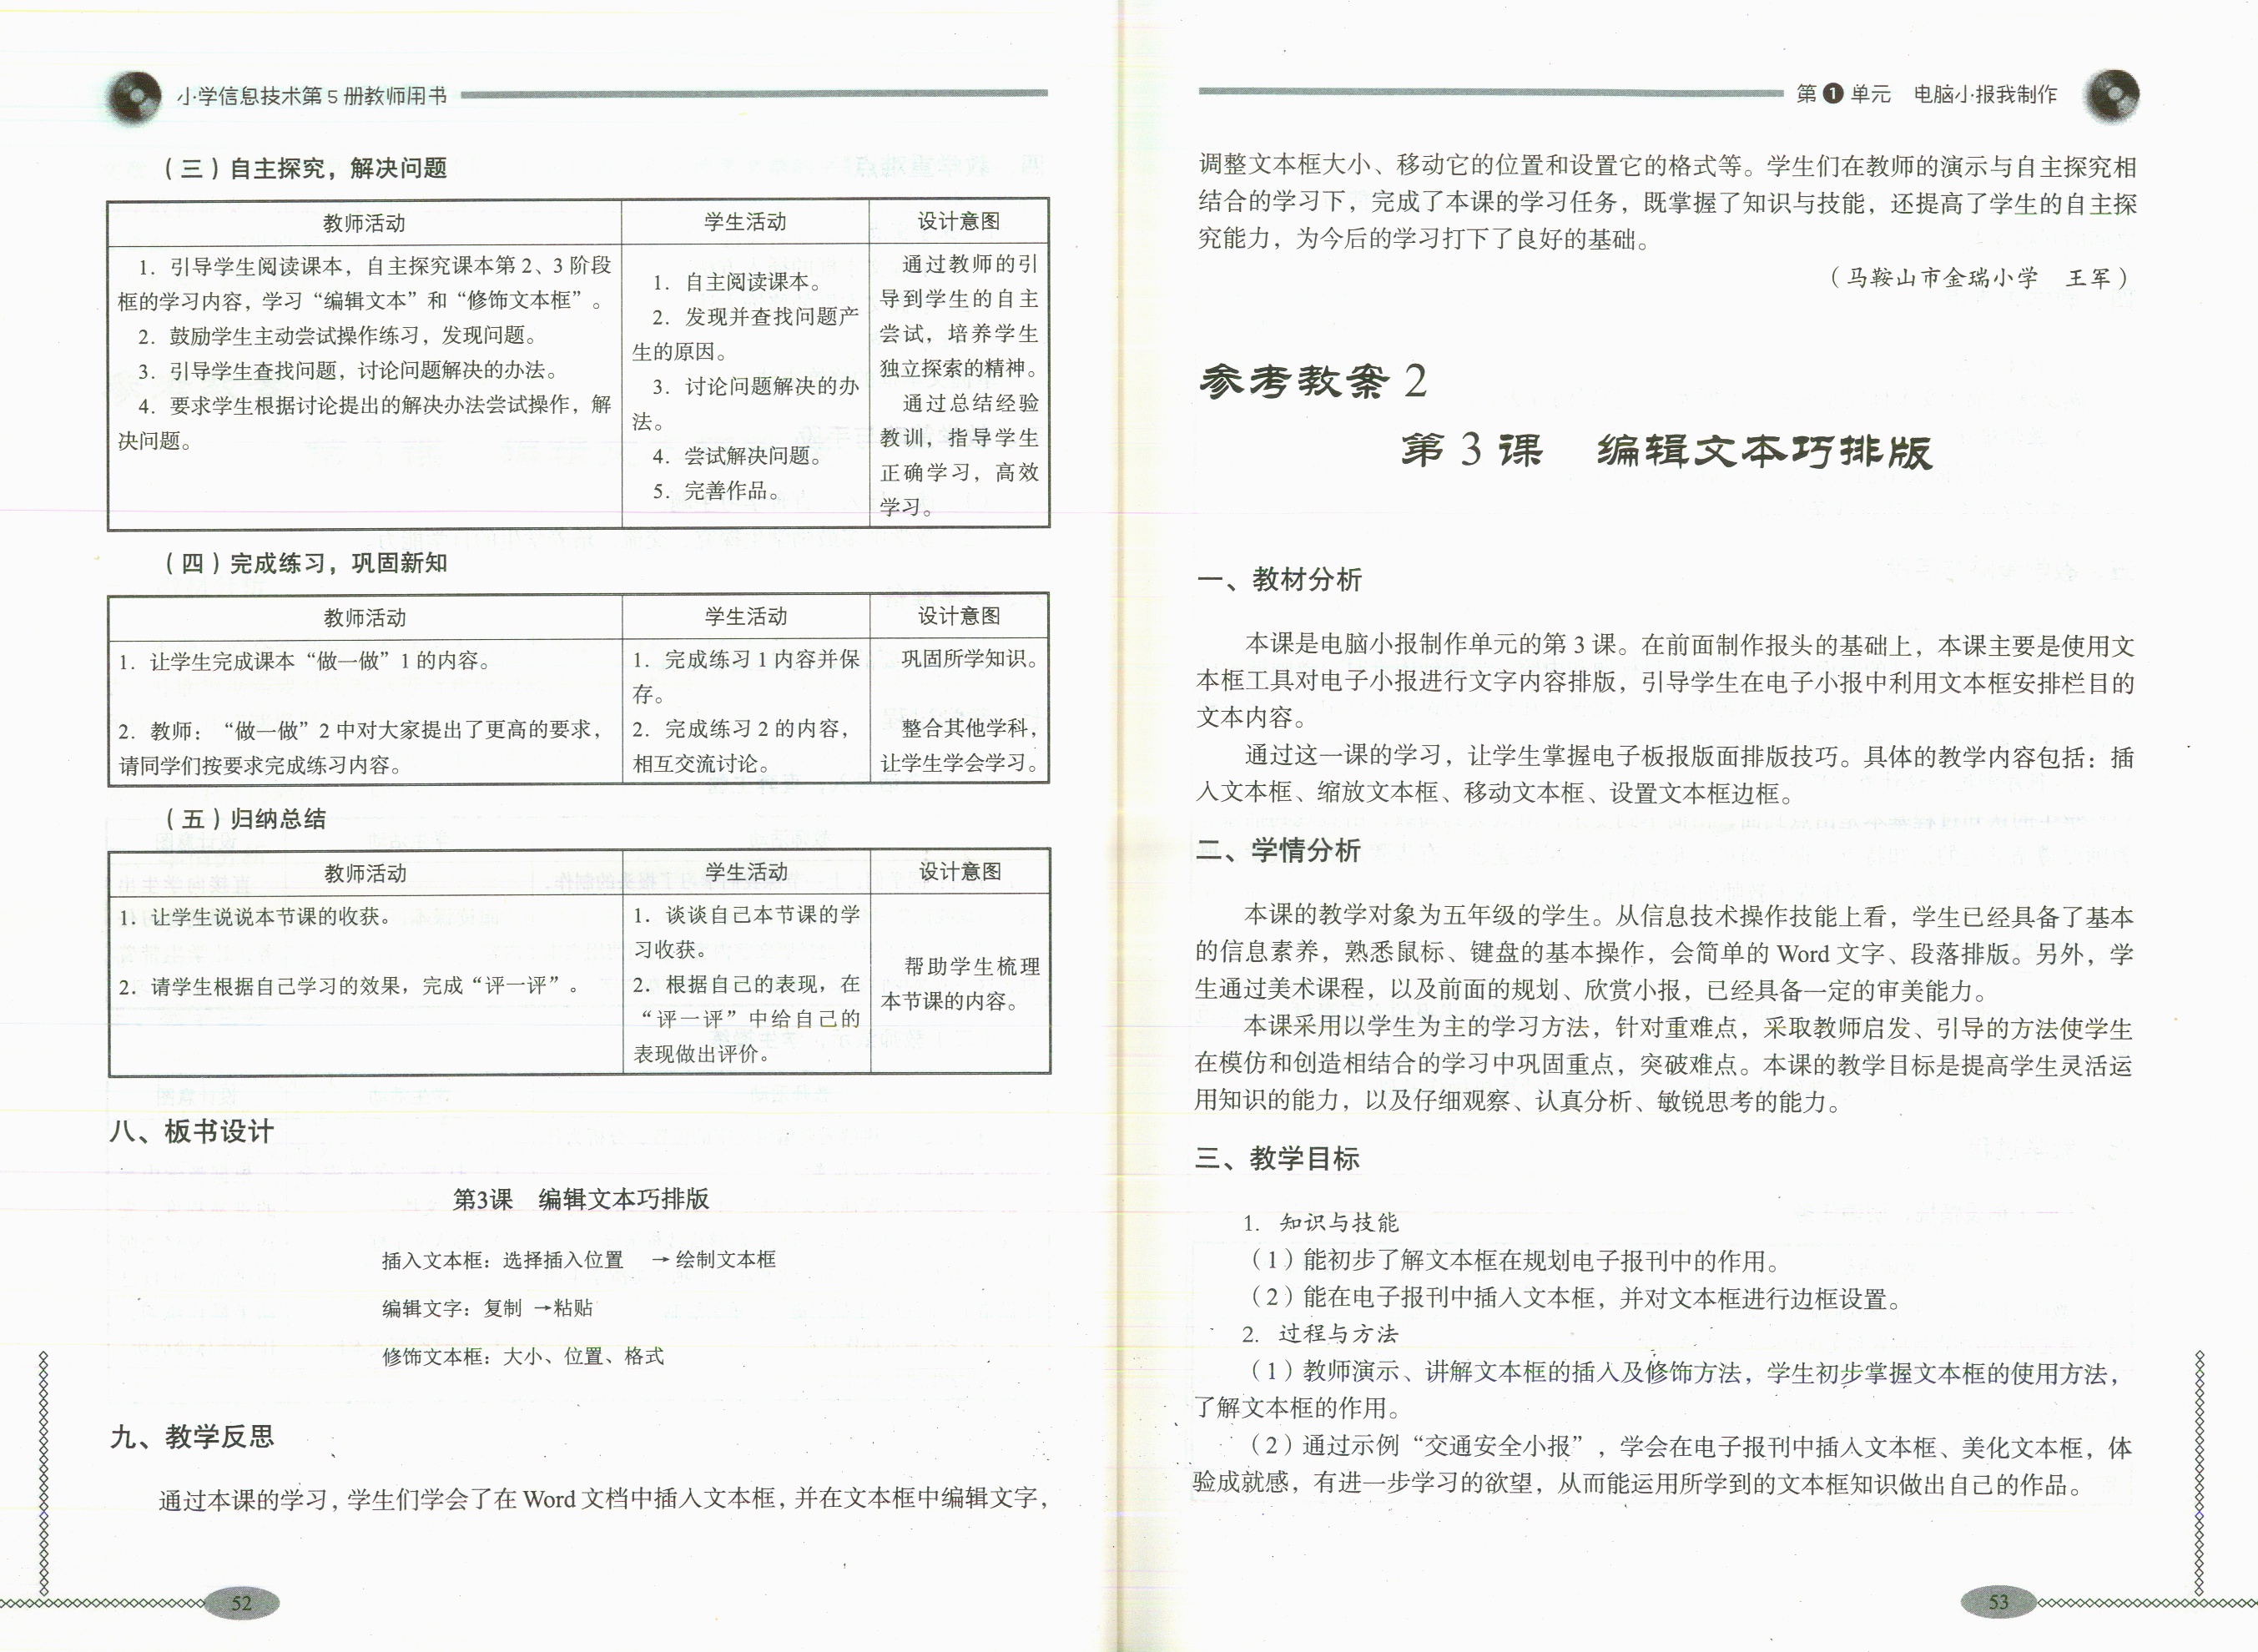 小学信息技术第5册教师用书
（三）自主探究，解决问题
教师活动
学生活动
设计意图
1. 引导学生阅读课本，自主探究课本第2、3阶段
框的学习内容，学习“编辑文本”和“修饰文本框”。
2. 鼓励学生主动尝试操作练习，发现问题。
3. 引导学生查找问题，讨论问题解决的办法。
4. 要求学生根据讨论提出的解决办法尝试操作，解
决问题。
1. 自主阅读课本。
2. 发现并查找问题产
生的原因。
3. 讨论问题解决的办
法。
4. 尝试解决问题。
5. 完善作品。
通过教师的引
导到学生的自主
尝试，培养学生
独立探索的精神。
通过总结经验
教训，指导学生
正确学习，高效
学习。
（四）完成练习，巩固新知
教师活动
学生活动
设计意图
1. 让学生完成课本“做一做”1的内容。
2. 教师：“做一做”2中对大家提出了更高的要求，
请同学们按要求完成练习内容。
1. 完成练习1内容并保
存。
2. 完成练习2的内容，
相互交流讨论。
巩固所学知识。
整合其他学科，
让学生学会学习。
（五）归纳总结
教师活动
学生活动
设计意图
1. 让学生说说本节课的收获。
2. 请学生根据自己学习的效果，完成“评一评”。
1. 谈谈自己本节课的学
习收获。
2. 根据自己的表现，在
“评一评”中给自己的
表现做出评价。
帮助学生梳理
本节课的内容。
八、板书设计
第3课 编辑文本巧排版
插入文本框：选择插入位置 →绘制文本框
编辑文字：复制 →粘贴
修饰文本框：大小、位置、格式
九、教学反思
通过本课的学习，学生们学会了在Word文档中插入文本框，并在文本框中编辑文字，
52
第1单元 电脑小报我制作
调整文本框大小、移动它的位置和设置它的格式等。学生们在教师的演示与自主探究相
结合的学习下，完成了本课的学习任务，既掌握了知识与技能，还提高了学生的自主探
究能力，为今后的学习打下了良好的基础。
（马鞍山市金瑞小学 王军）
参考教案2
第3课 编辑文本巧排版
一、教材分析
本课是电脑小报制作单元的第3课。在前面制作报头的基础上，本课主要是使用文
本框工具对电子小报进行文字内容排版，引导学生在电子小报中利用文本框安排栏目的
文本内容。
通过这一课的学习，让学生掌握电子板报版面排版技巧。具体的教学内容包括：插
入文本框、缩放文本框、移动文本框、设置文本框边框。
二、学情分析
本课的教学对象为五年级的学生。从信息技术操作技能上看，学生已经具备了基本
的信息素养，熟悉鼠标、键盘的基本操作，会简单的Word文字、段落排版。另外，学
生通过美术课程，以及前面的规划、欣赏小报，已经具备一定的审美能力。
本课采用以学生为主的学习方法，针对重难点，采取教师启发、引导的方法使学生
在模仿和创造相结合的学习中巩固重点，突破难点。本课的教学目标是提高学生灵活运
用知识的能力，以及仔细观察、认真分析、敏锐思考的能力。
三、教学目标
1. 知识与技能
（1）能初步了解文本框在规划电子报刊中的作用。
（2）能在电子报刊中插入文本框，并对文本框进行边框设置。
2. 过程与方法
（1）教师演示、讲解文本框的插入及修饰方法，学生初步掌握文本框的使用方法，
了解文本框的作用。
（2）通过示例“交通安全小报”，学会在电子报刊中插入文本框、美化文本框，体
验成就感，有进一步学习的欲望，从而能运用所学到的文本框知识做出自己的作品。
53